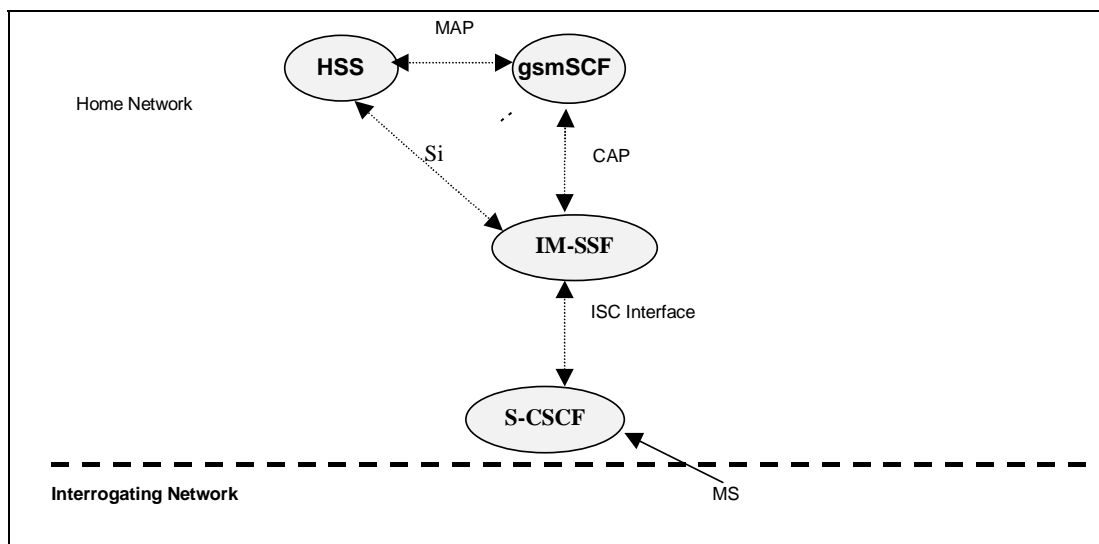 MAP
HSS
gsmSCF
Home Network
Si
CAP
IM-SSF
ISC Interface
S-CSCF
Interrogating Network
MS